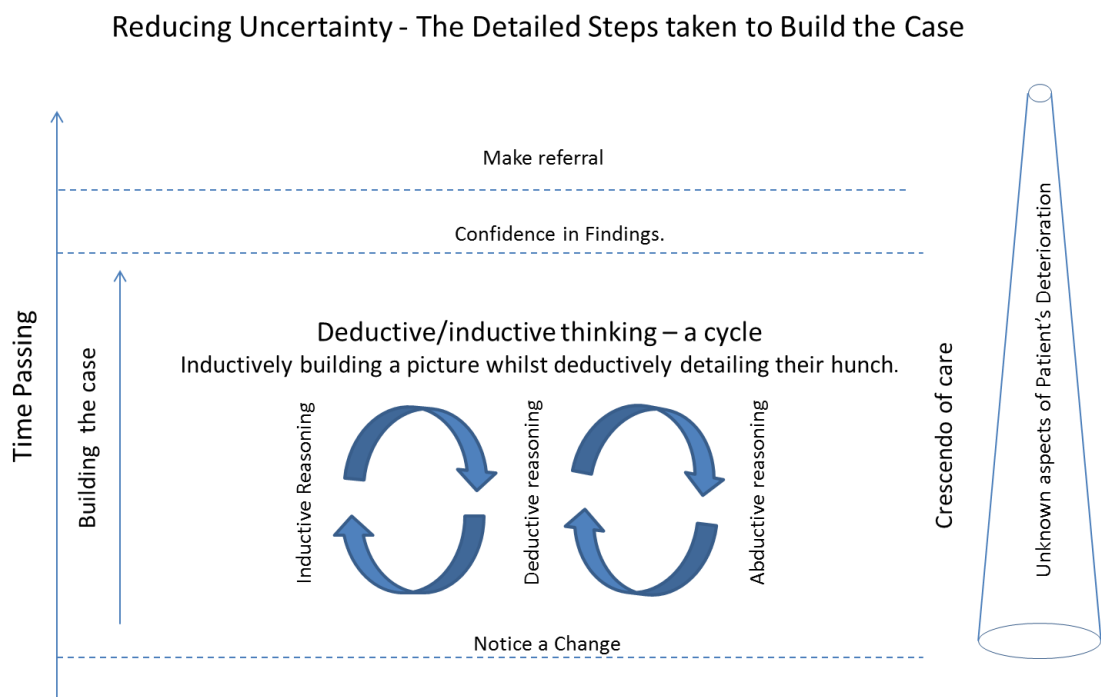 Reducing Uncertainty - The Detailed Steps taken to Build the Case
Make referral
Confidence in Findings.
Deductive/inductive thinking – a cycle
Inductively building a picture whilst deductively detailing their hunch.
Time Passing
Building the case
Inductive Reasoning
Deductive reasoning
Abductive reasoning
Crescendo of care
Unknown aspects of Patient's Deterioration
Notice a Change